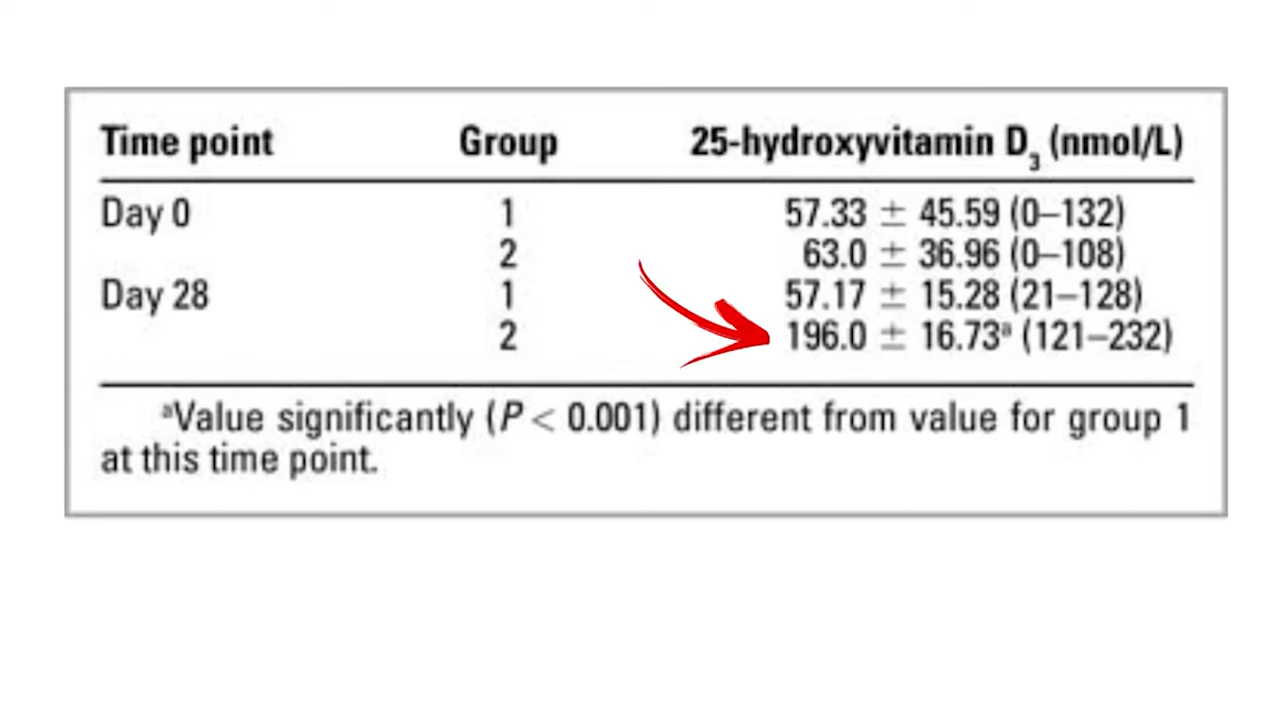 Time point Group 25-hydroxyvitamin D₃ (nmol/L)
Day 0 1 57.33 ± 45.59 (0–132)
2 63.0 ± 36.96 (0–108)
Day 28 1 57.17 ± 15.28 (21–128)
2 196.0 ± 16.73ᵃ (121–232)
ᵃValue significantly (P < 0.001) different from value for group 1
at this time point.